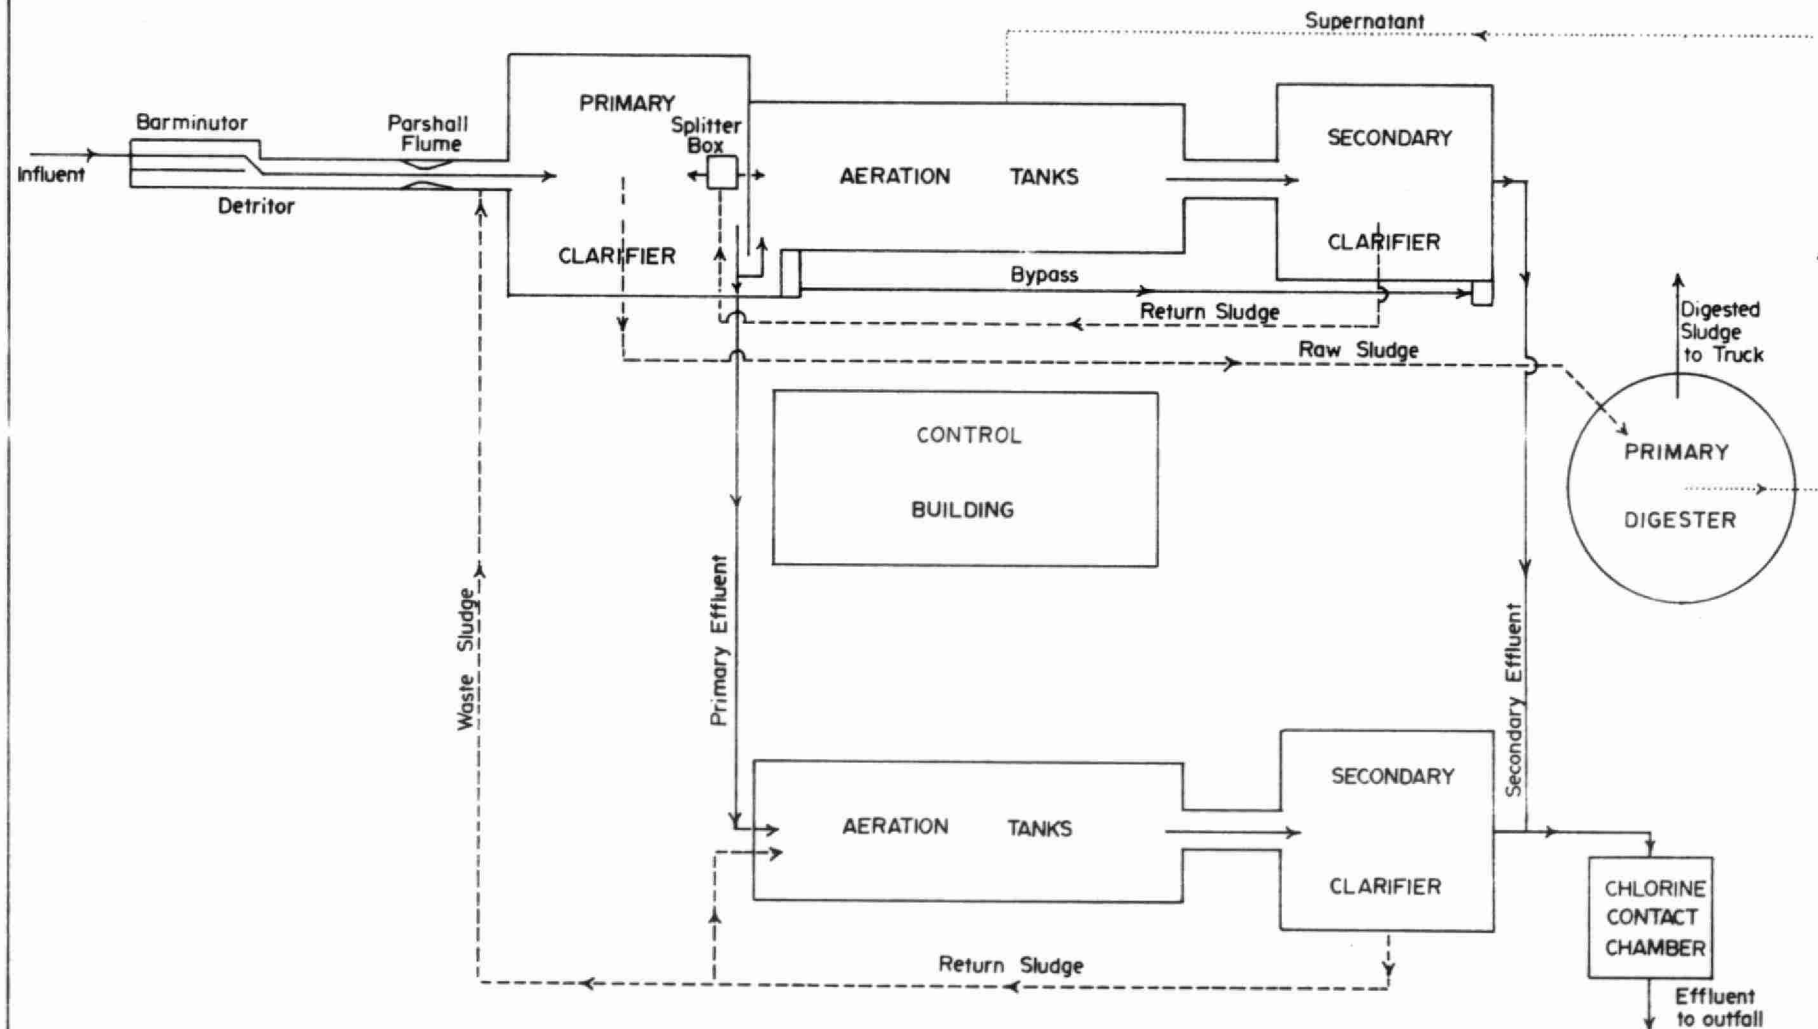 Supernatant
Barminutor
Parshall
Flume
Influent
Detritor
PRIMARY
CLARIFIER
Splitter
Box
AERATION TANKS
SECONDARY
CLARIFIER
Bypass
Return Sludge
Raw Sludge
Digested
Sludge
to Truck
CONTROL
BUILDING
PRIMARY
DIGESTER
Waste Sludge
Primary Effluent
Secondary Effluent
AERATION TANKS
SECONDARY
CLARIFIER
Return Sludge
CHLORINE
CONTACT
CHAMBER
Effluent
to outfall